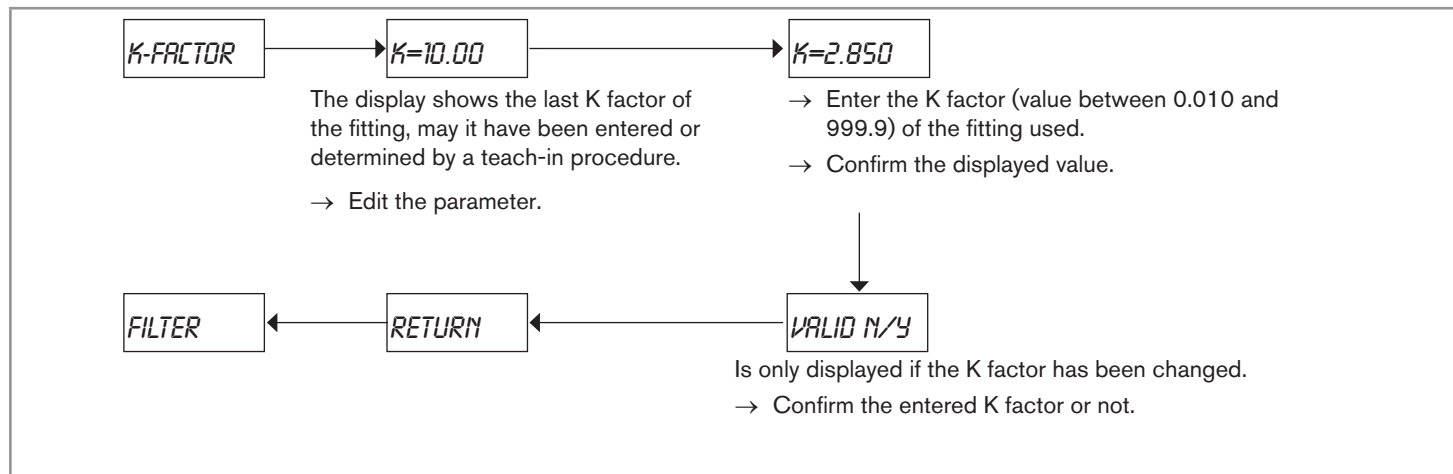 K-FACTOR
K=10.00
K=2.850
The display shows the last K factor of
the fitting, may it have been entered or
determined by a teach-in procedure.
→ Edit the parameter.
→ Enter the K factor (value between 0.010 and
999.9) of the fitting used.
→ Confirm the displayed value.
FILTER
RETURN
VALID N/Y
Is only displayed if the K factor has been changed.
→ Confirm the entered K factor or not.